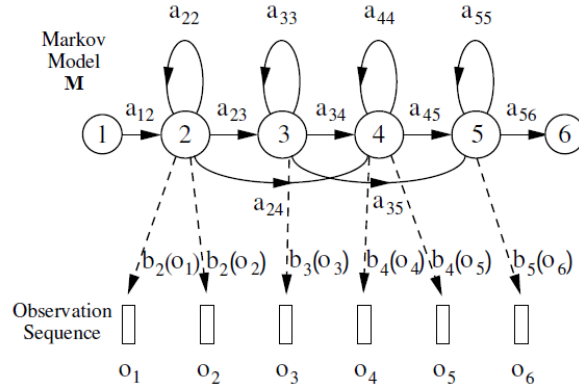 a₂₂ a₃₃ a₄₄ a₅₅
Markov
Model
M
a₁₂ a₂₃ a₃₄ a₄₅ a₅₆
1 2 3 4 5 6
a₂₄ a₃₅
b₂(o₁) b₂(o₂) b₃(o₃) b₄(o₄) b₄(o₅) b₅(o₆)
Observation
Sequence
o₁ o₂ o₃ o₄ o₅ o₆